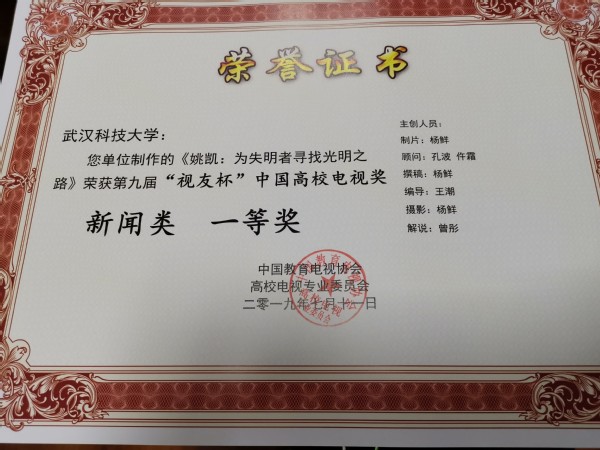 荣誉证书
武汉科技大学：
您单位制作的《姚凯：为失明者寻找光明之
路》荣获第九届“视友杯”中国高校电视奖
新闻类 一等奖
中国教育电视协会
高校电视专业委员会
二零一九年七月十一日
主创人员：
制片：杨鲜
顾问：孔波 仵霜
撰稿：杨鲜
编导：王潮
摄影：杨鲜
解说：曾彤